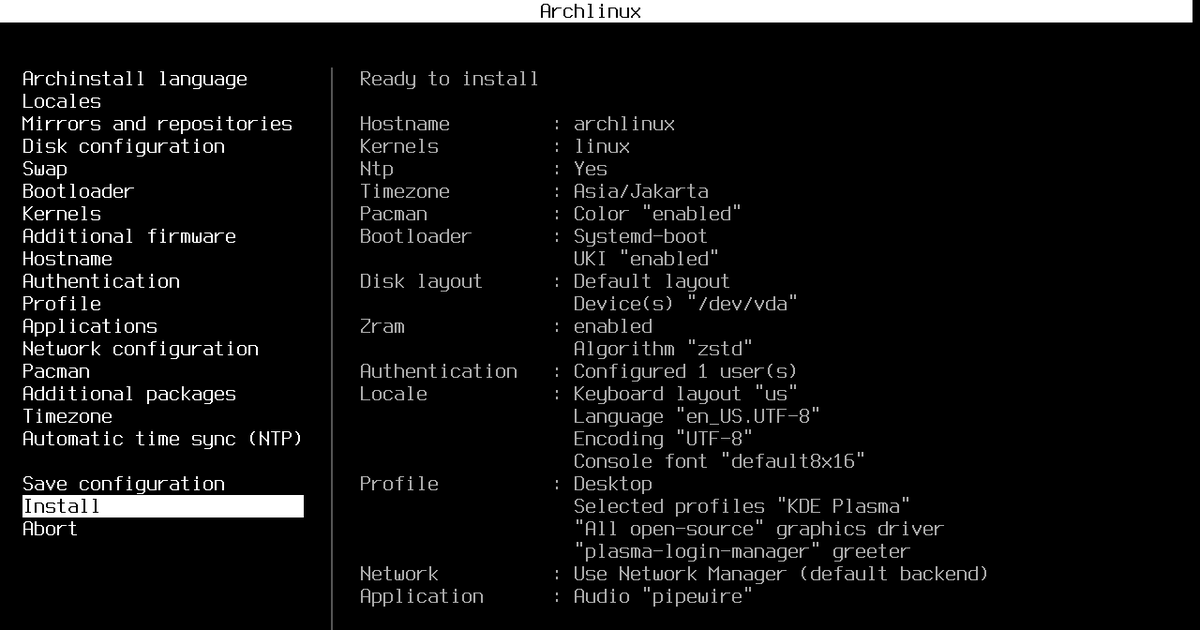 Archlinux
Archinstall language
Locales
Mirrors and repositories
Disk configuration
Swap
Bootloader
Kernels
Additional firmware
Hostname
Authentication
Profile
Applications
Network configuration
Pacman
Additional packages
Timezone
Automatic time sync (NTP)
Save configuration
Install
Abort
Ready to install
Hostname : archlinux
Kernels : linux
Ntp : Yes
Timezone : Asia/Jakarta
Pacman : Color "enabled"
Bootloader : Systemd-boot
UKI "enabled"
Disk layout : Default layout
Device(s) "/dev/vda"
Zram : enabled
Algorithm "zstd"
Authentication : Configured 1 user(s)
Locale : Keyboard layout "us"
Language "en_US.UTF-8"
Encoding "UTF-8"
Console font "default8x16"
Profile : Desktop
Selected profiles "KDE Plasma"
"All open-source" graphics driver
"plasma-login-manager" greeter
Network : Use Network Manager (default backend)
Application : Audio "pipewire"